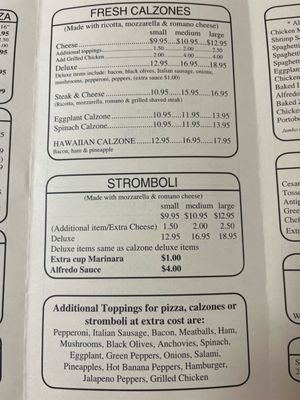 FRESH CALZONES
(Made with ricotta, mozzarella & romano cheese)
small medium large
Cheese..............................$9.95...$10.95...$12.95
Additional toppings............................1.50 2.00 2.50
Add Grilled Chicken............................2.00 4.00 4.00
Deluxe..............................12.95...16.95...18.95
Deluxe items include: bacon, black olives, Italian sausage, onions,
mushrooms, pepperoni, peppers, (extra sauce $1.00)
Steak & Cheese...................10.95.....15.95.....16.95
(Ricotta, mozzarella, romano & grilled shaved steak)
Eggplant Calzone................10.95....11.95....13.95
Spinach Calzone..................10.95....11.95....13.95
HAWAIIAN CALZONE...12.95...16.95...17.95
Bacon, ham & pineapple
STROMBOLI
(Made with mozzarella & romano cheese)
small medium large
$9.95 $10.95 $12.95
(Additional item/Extra Cheese) 1.50 2.00 2.50
Deluxe 12.95 16.95 18.95
Deluxe items same as calzone deluxe items
Extra cup Marinara $1.00
Alfredo Sauce $4.00
Additional Toppings for pizza, calzones or
stromboli at extra cost are:
Pepperoni, Italian Sausage, Bacon, Meatballs, Ham,
Mushrooms, Black Olives, Anchovies, Spinach,
Eggplant, Green Peppers, Onions, Salami,
Pineapples, Hot Banana Peppers, Hamburger,
Jalapeno Peppers, Grilled Chicken